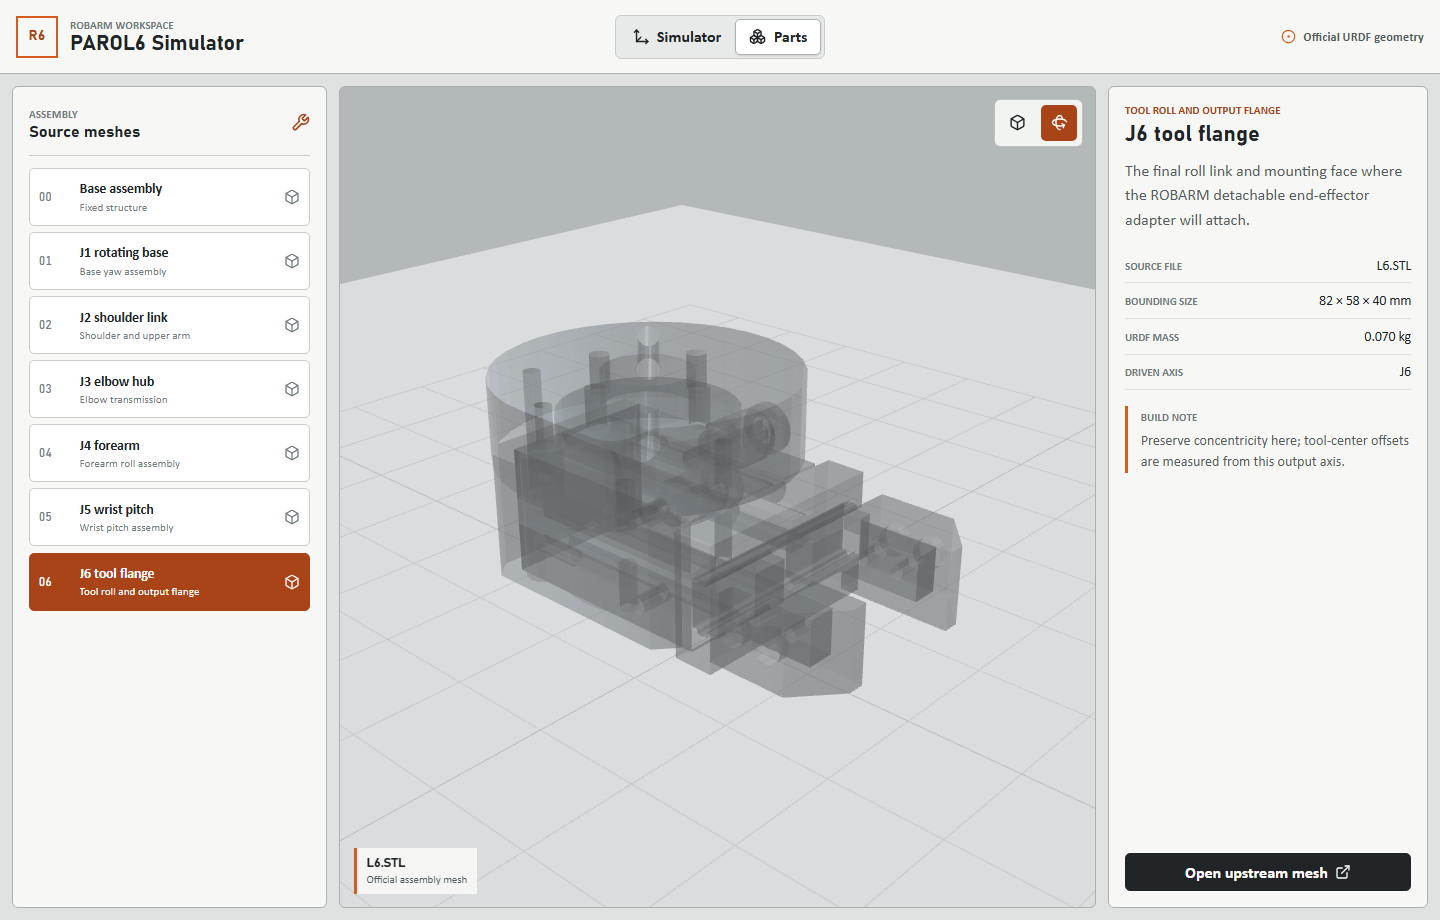 R6
ROBARM WORKSPACE
PAROL6 Simulator
Simulator
Parts
Official URDF geometry
ASSEMBLY
Source meshes
00
Base assembly
Fixed structure
01
J1 rotating base
Base yaw assembly
02
J2 shoulder link
Shoulder and upper arm
03
J3 elbow hub
Elbow transmission
04
J4 forearm
Forearm roll assembly
05
J5 wrist pitch
Wrist pitch assembly
06
J6 tool flange
Tool roll and output flange
L6.STL
Official assembly mesh
TOOL ROLL AND OUTPUT FLANGE
J6 tool flange
The final roll link and mounting face where
the ROBARM detachable end-effector
adapter will attach.
SOURCE FILE L6.STL
BOUNDING SIZE 82 × 58 × 40 mm
URDF MASS 0.070 kg
DRIVEN AXIS J6
BUILD NOTE
Preserve concentricity here; tool-center offsets
are measured from this output axis.
Open upstream mesh